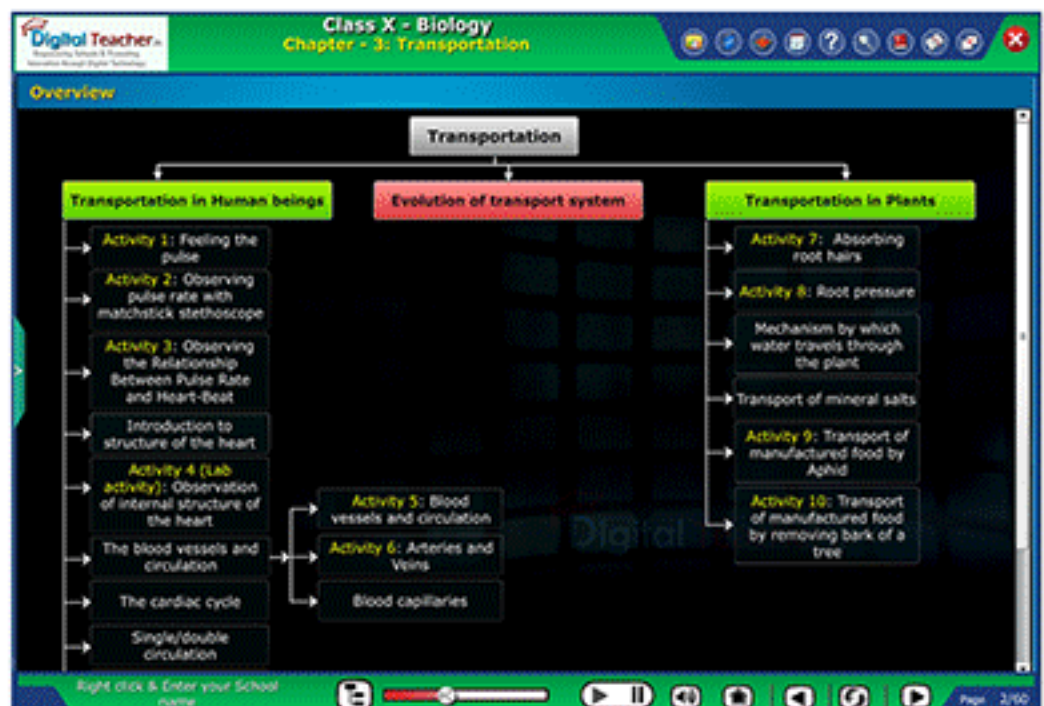 Digital Teacher
Class X - Biology
Chapter - 3: Transportation
Overview
Transportation
Transportation in Human beings
Evolution of transport system
Transportation in Plants
Activity 1: Feeling the
pulse
Activity 2: Observing
pulse rate with
matchstick stethoscope
Activity 3: Observing
the Relationship
Between Pulse Rate
and Heart-Beat
Introduction to
structure of the heart
Activity 4 (Lab
activity): Observation
of internal structure of
the heart
The blood vessels and
circulation
The cardiac cycle
Single/double
circulation
Activity 5: Blood
vessels and circulation
Activity 6: Arteries and
Veins
Blood capillaries
Activity 7: Absorbing
root hairs
Activity 8: Root pressure
Mechanism by which
water travels through
the plant
Transport of mineral salts
Activity 9: Transport of
manufactured food by
Aphid
Activity 10: Transport
of manufactured food
by removing bark of a
tree
Digital
Right click & Enter your School
name
Page 2/60